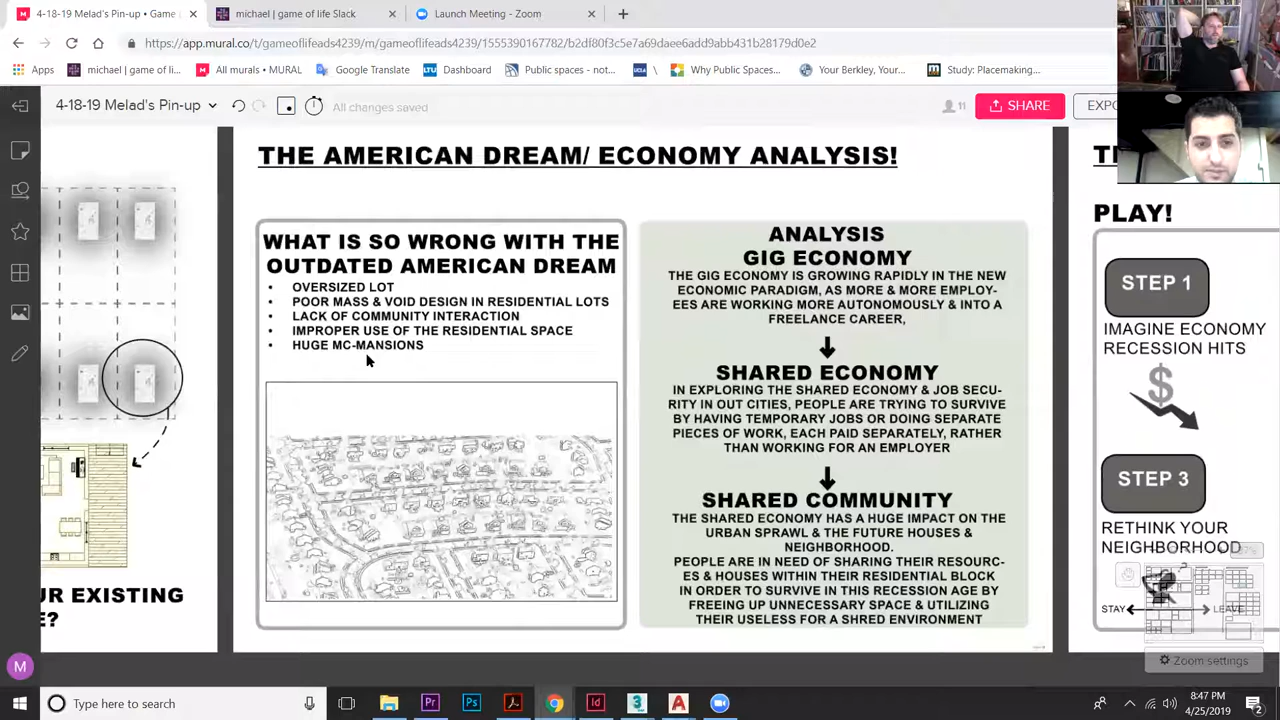 4-18-19 Melad's Pin-up - Game
michael | game of life Slack
Launch Meeting - Zoom
https://app.mural.co/t/gameoflifeads4239/m/gameoflifeads4239/1555390167782/b2df80f3c5e7a69daee6add9abb431b28179d0e2
Apps
michael | game of li...
All murals • MURAL
Google Translate
LTU
Dashboard
Public spaces - not...
UCLA
Why Public Spaces...
Your Berkley, Your...
Study: Placemaking...
4-18-19 Melad's Pin-up
All changes saved
11
SHARE
EXPO
THE AMERICAN DREAM/ ECONOMY ANALYSIS!
WHAT IS SO WRONG WITH THE
OUTDATED AMERICAN DREAM
• OVERSIZED LOT
• POOR MASS & VOID DESIGN IN RESIDENTIAL LOTS
• LACK OF COMMUNITY INTERACTION
• IMPROPER USE OF THE RESIDENTIAL SPACE
• HUGE MC-MANSIONS
ANALYSIS
GIG ECONOMY
THE GIG ECONOMY IS GROWING RAPIDLY IN THE NEW
ECONOMIC PARADIGM, AS MORE & MORE EMPLOY-
EES ARE WORKING MORE AUTONOMOUSLY & INTO A
FREELANCE CAREER,
SHARED ECONOMY
IN EXPLORING THE SHARED ECONOMY & JOB SECU-
RITY IN OUT CITIES, PEOPLE ARE TRYING TO SURVIVE
BY HAVING TEMPORARY JOBS OR DOING SEPARATE
PIECES OF WORK, EACH PAID SEPARATELY, RATHER
THAN WORKING FOR AN EMPLOYER
SHARED COMMUNITY
THE SHARED ECONOMY HAS A HUGE IMPACT ON THE
URBAN SPRAWL & THE FUTURE HOUSES &
NEIGHBORHOOD.
PEOPLE ARE IN NEED OF SHARING THEIR RESOURC-
ES & HOUSES WITHIN THEIR RESIDENTIAL BLOCK
IN ORDER TO SURVIVE IN THIS RECESSION AGE BY
FREEING UP UNNECESSARY SPACE & UTILIZING
THEIR USELESS FOR A SHRED ENVIRONMENT
PLAY!
STEP 1
IMAGINE ECONOMY
RECESSION HITS
$
STEP 3
RETHINK YOUR
NEIGHBORHOOD
STAY
LEAVE
UR EXISTING
E?
M
Zoom settings
Type here to search
Pr
Ps
Id
3
A
8:47 PM
4/25/2019
2